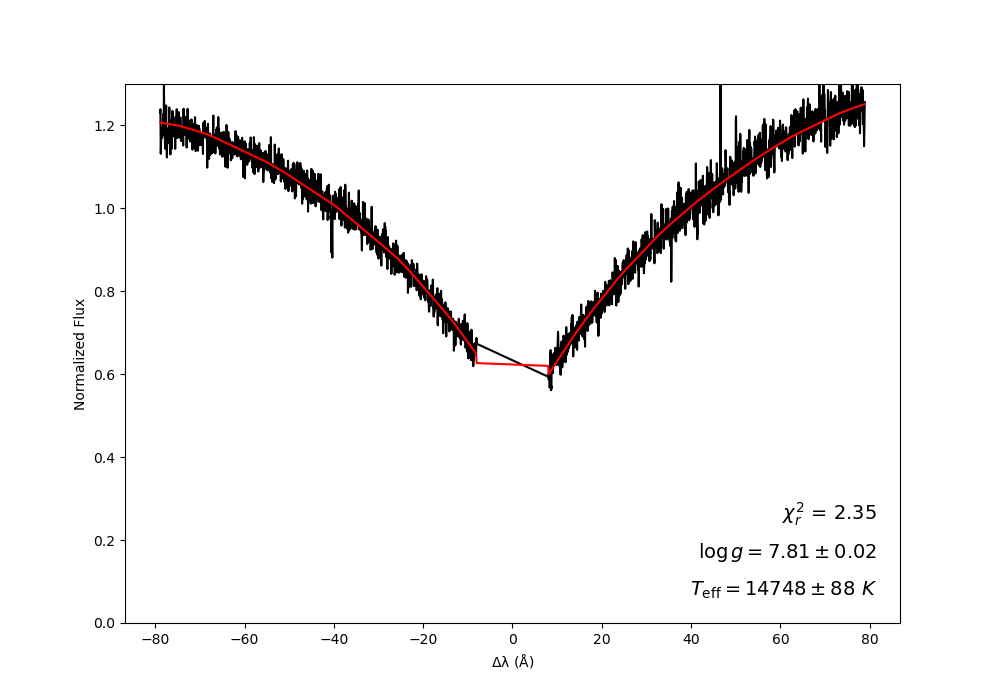 1.2
1.0
0.8
0.6
0.4
0.2
0.0
Normalized Flux
χ²ᵣ = 2.35
log g = 7.81 ± 0.02
T_eff = 14748 ± 88 K
−80 −60 −40 −20 0 20 40 60 80
Δλ (Å)